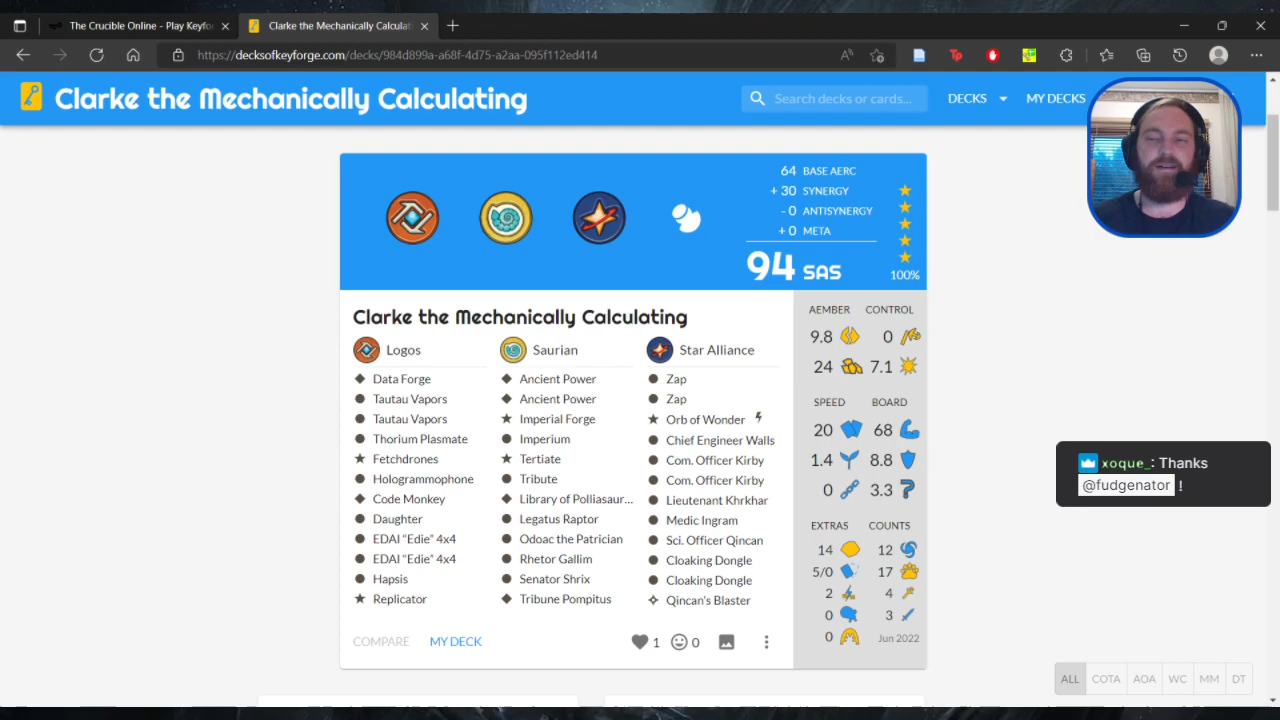 The Crucible Online - Play Keyfo
Clarke the Mechanically Calculati
https://decksofkeyforge.com/decks/984d899a-a68f-4d75-a2aa-095f112ed414
Clarke the Mechanically Calculating
Search decks or cards...
DECKS
MY DECKS
64 BASE AERC
+ 30 SYNERGY
- 0 ANTISYNERGY
+ 0 META
94 SAS
100%
Clarke the Mechanically Calculating
Logos
Data Forge
Tautau Vapors
Tautau Vapors
Thorium Plasmate
Fetchdrones
Hologrammophone
Code Monkey
Daughter
EDAI “Edie” 4x4
EDAI “Edie” 4x4
Hapsis
Replicator
Saurian
Ancient Power
Ancient Power
Imperial Forge
Imperium
Tertiate
Tribute
Library of Polliasaur...
Legatus Raptor
Odoac the Patrician
Rhetor Gallim
Senator Shrix
Tribune Pompitus
Star Alliance
Zap
Zap
Orb of Wonder
Chief Engineer Walls
Com. Officer Kirby
Com. Officer Kirby
Lieutenant Khrkhar
Medic Ingram
Sci. Officer Qincan
Cloaking Dongle
Cloaking Dongle
Qincan's Blaster
COMPARE
MY DECK
1
0
AEMBER CONTROL
9.8 0
24 7.1
SPEED BOARD
20 68
1.4 8.8
0 3.3
EXTRAS COUNTS
14 12
5/0 17
2 4
0 3
0 Jun 2022
xoque_: Thanks
@fudgenator !
ALL COTA AOA WC MM DT